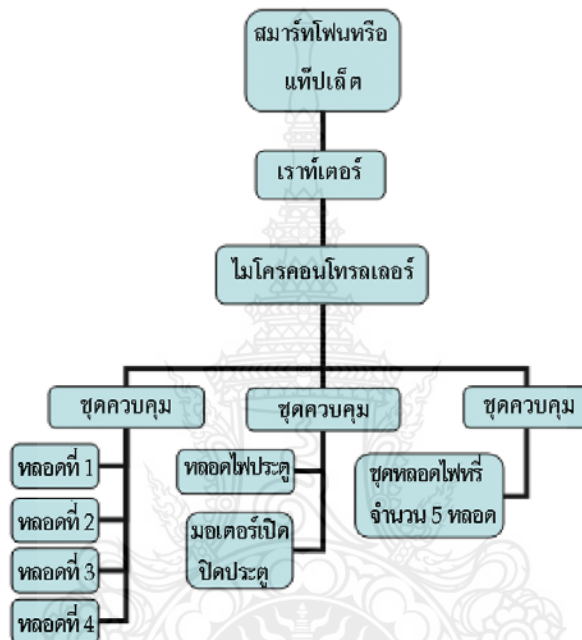 สมาร์ทโฟนหรือ
แท๊ปเล็ต
เราท์เตอร์
ไมโครคอนโทรลเลอร์
ชุดควบคุม
ชุดควบคุม
ชุดควบคุม
หลอดที่ 1
หลอดที่ 2
หลอดที่ 3
หลอดที่ 4
หลอดไฟประตู
มอเตอร์เปิด
ปิดประตู
ชุดหลอดไฟหรี่
จำนวน 5 หลอด